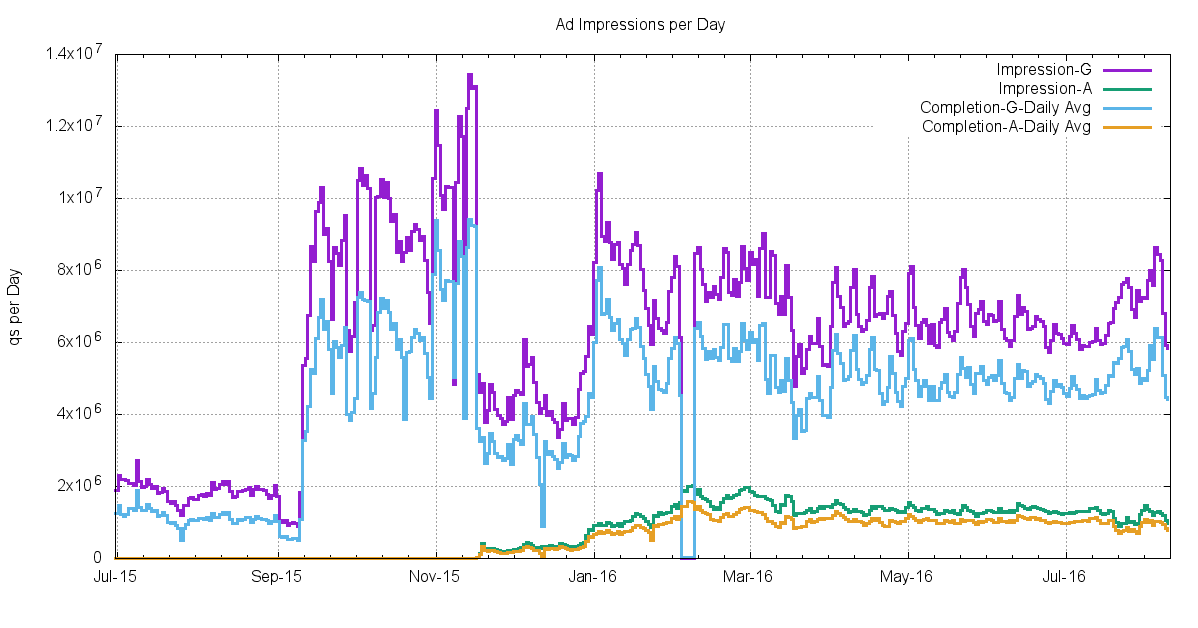 Ad Impressions per Day
1.4x10^7
1.2x10^7
1x10^7
8x10^6
6x10^6
4x10^6
2x10^6
0
qs per Day
Impression-G
Impression-A
Completion-G-Daily Avg
Completion-A-Daily Avg
Jul-15 Sep-15 Nov-15 Jan-16 Mar-16 May-16 Jul-16